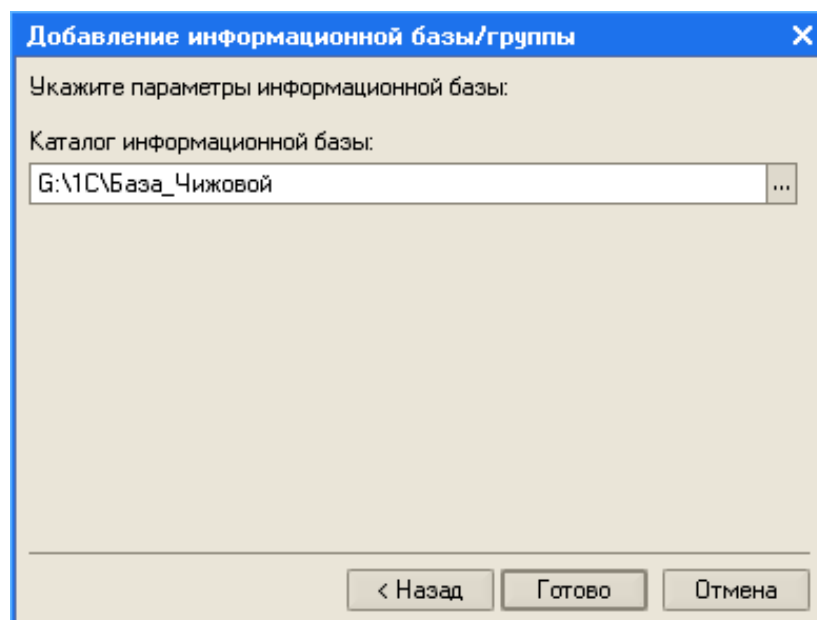 Добавление информационной базы/группы
Укажите параметры информационной базы:
Каталог информационной базы:
G:\1C\База_Чижовой
...
< Назад
Готово
Отмена